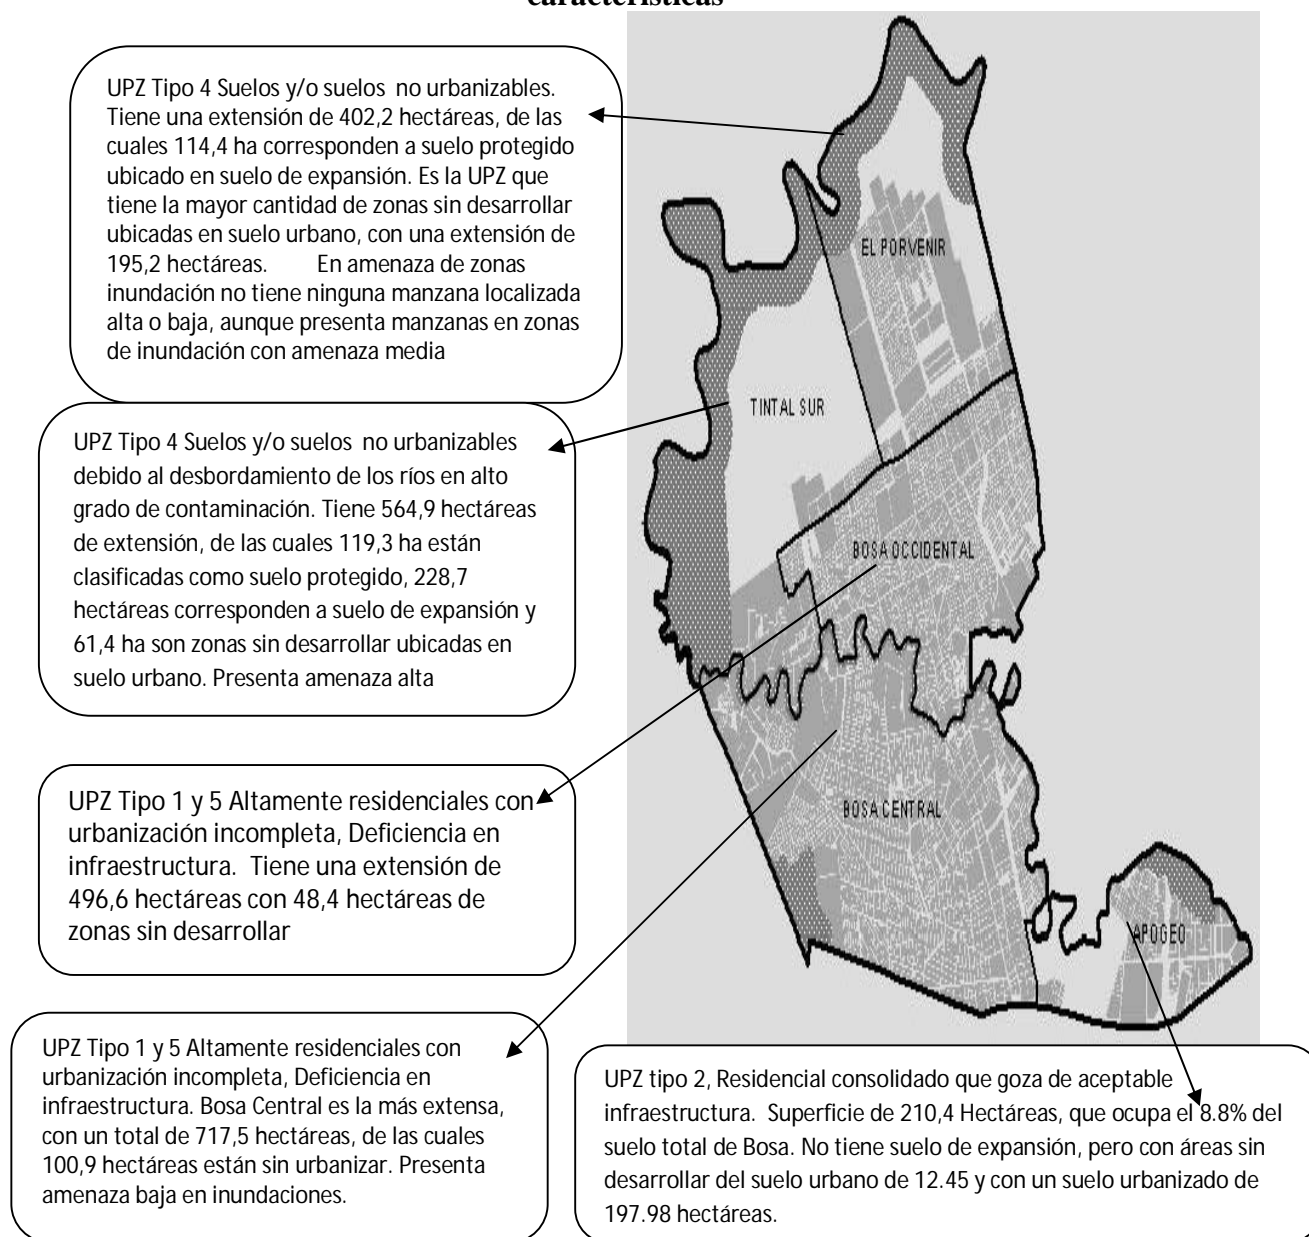 características
UPZ Tipo 4 Suelos y/o suelos no urbanizables.
Tiene una extensión de 402,2 hectáreas, de las
cuales 114,4 ha corresponden a suelo protegido
ubicado en suelo de expansión. Es la UPZ que
tiene la mayor cantidad de zonas sin desarrollar
ubicadas en suelo urbano, con una extensión de
195,2 hectáreas. En amenaza de zonas
inundación no tiene ninguna manzana localizada
alta o baja, aunque presenta manzanas en zonas
de inundación con amenaza media
UPZ Tipo 4 Suelos y/o suelos no urbanizables
debido al desbordamiento de los ríos en alto
grado de contaminación. Tiene 564,9 hectáreas
de extensión, de las cuales 119,3 ha están
clasificadas como suelo protegido, 228,7
hectáreas corresponden a suelo de expansión y
61,4 ha son zonas sin desarrollar ubicadas en
suelo urbano. Presenta amenaza alta
UPZ Tipo 1 y 5 Altamente residenciales con
urbanización incompleta, Deficiencia en
infraestructura. Tiene una extensión de
496,6 hectáreas con 48,4 hectáreas de
zonas sin desarrollar
UPZ Tipo 1 y 5 Altamente residenciales con
urbanización incompleta, Deficiencia en
infraestructura. Bosa Central es la más extensa,
con un total de 717,5 hectáreas, de las cuales
100,9 hectáreas están sin urbanizar. Presenta
amenaza baja en inundaciones.
EL PORVENIR
TINTAL SUR
BOSA OCCIDENTAL
BOSA CENTRAL
APOGEO
UPZ tipo 2, Residencial consolidado que goza de aceptable
infraestructura. Superficie de 210,4 Hectáreas, que ocupa el 8.8% del
suelo total de Bosa. No tiene suelo de expansión, pero con áreas sin
desarrollar del suelo urbano de 12.45 y con un suelo urbanizado de
197.98 hectáreas.